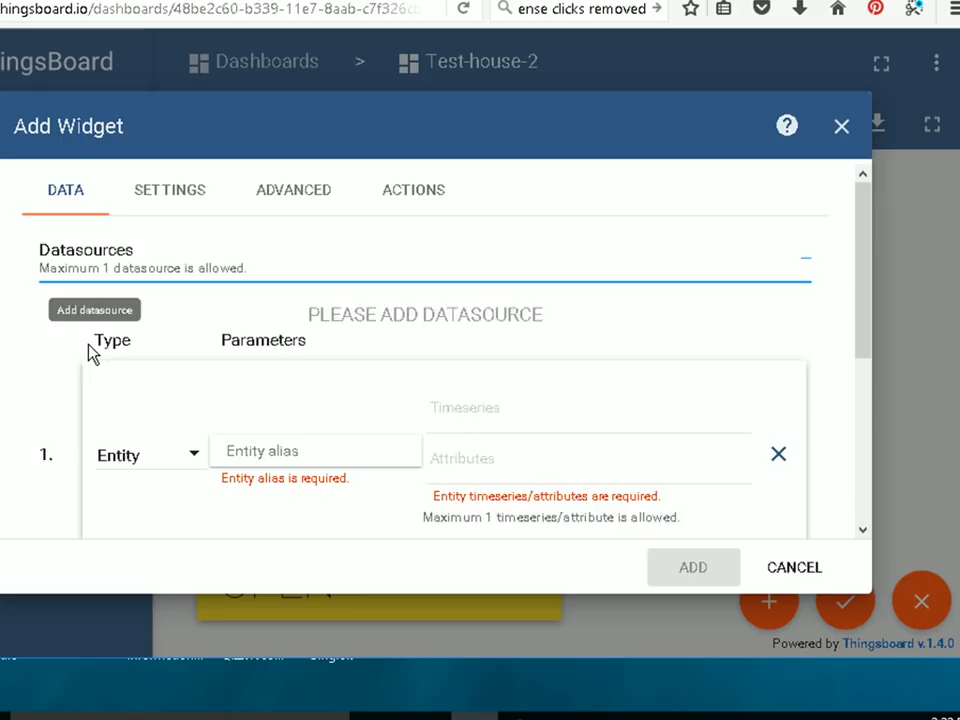 hingsboard.io/dashboards/48be2c60-b339-11e7-8aab-c7f326cb
ense clicks removed
ingsBoard
Dashboards > Test-house-2
Add Widget
DATA SETTINGS ADVANCED ACTIONS
Datasources
Maximum 1 datasource is allowed.
Add datasource
PLEASE ADD DATASOURCE
Type Parameters
Timeseries
1. Entity Entity alias Attributes
Entity alias is required.
Entity timeseries/attributes are required.
Maximum 1 timeseries/attribute is allowed.
ADD CANCEL
OPEN
Powered by Thingsboard v.1.4.0